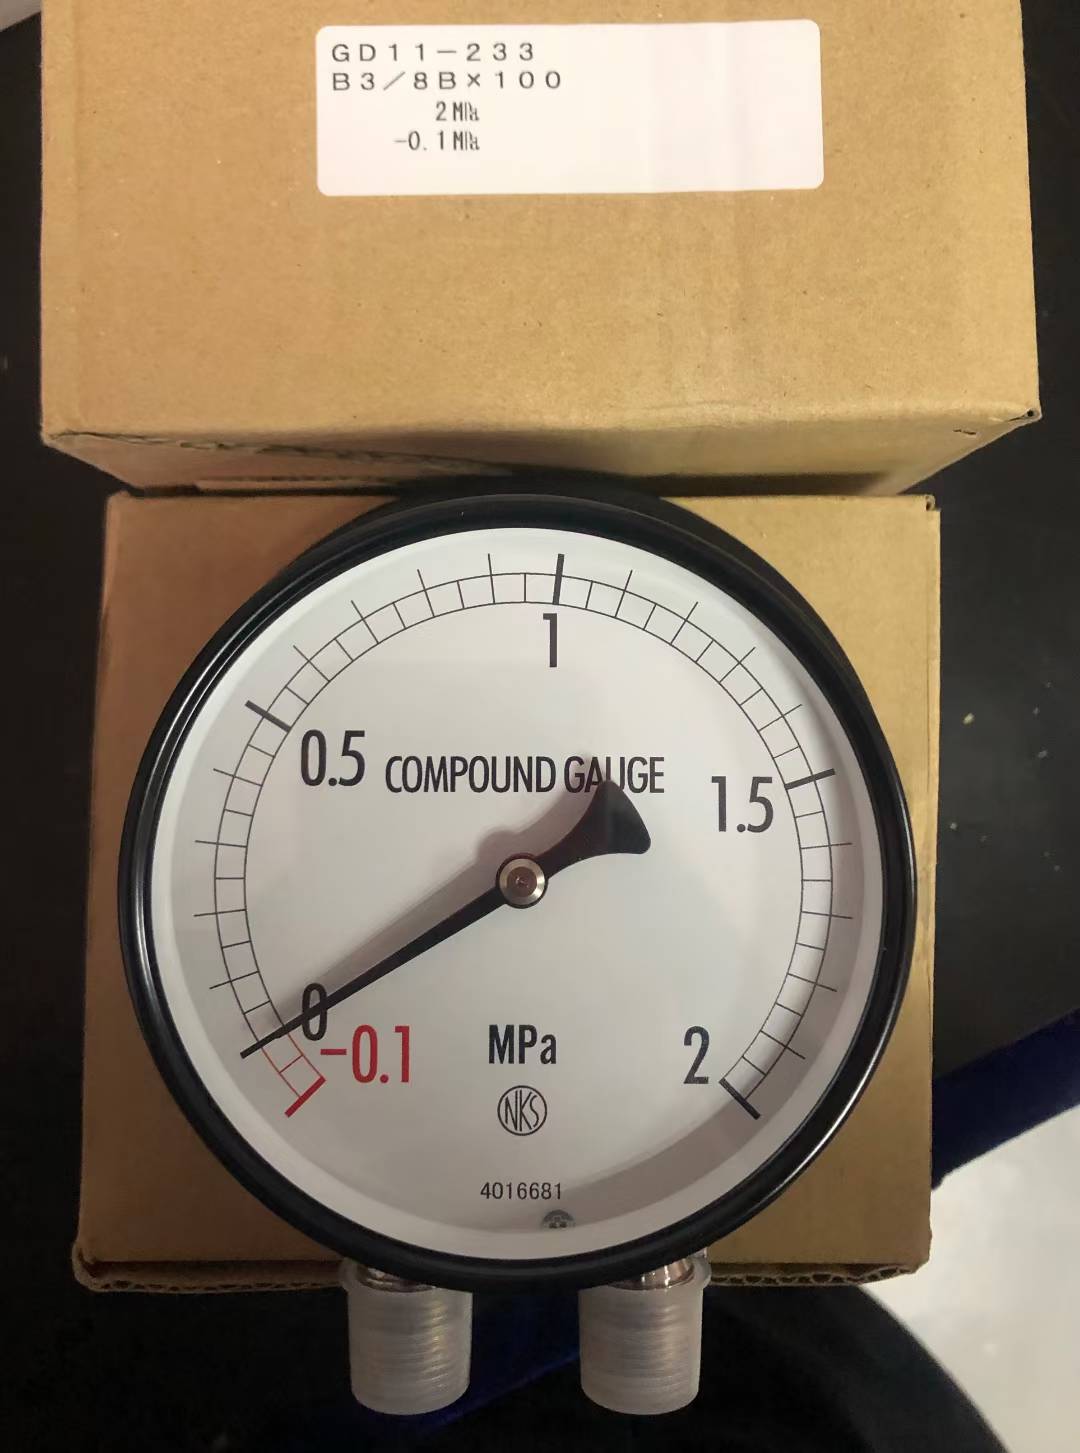 GD11-233
B3/8B×100
2㎫
-0.1㎫
1
0.5
COMPOUND GAUGE
1.5
0
-0.1
MPa
2
NKS
4016681